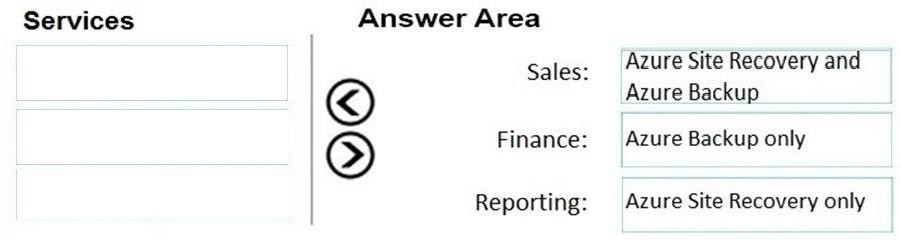 Services
Answer Area
Sales:
Azure Site Recovery and
Azure Backup
Finance:
Azure Backup only
Reporting:
Azure Site Recovery only